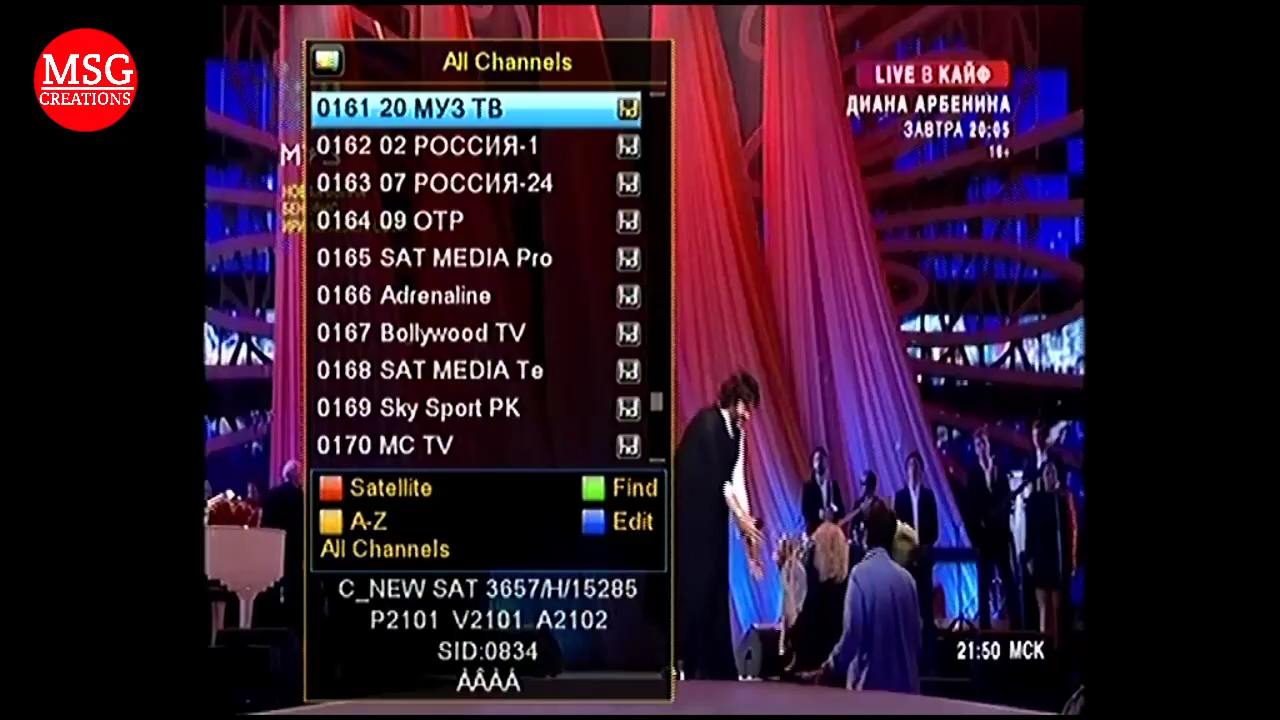 MSG
CREATIONS
All Channels
0161 20 МУЗ ТВ
0162 02 РОССИЯ-1
0163 07 РОССИЯ-24
0164 09 ОТР
0165 SAT MEDIA Pro
0166 Adrenaline
0167 Bollywood TV
0168 SAT MEDIA Te
0169 Sky Sport PK
0170 MC TV
Satellite
Find
A-Z
Edit
All Channels
C_NEW SAT 3657/H/15285
P2101 V2101 A2102
SID:0834
ÀÂÀÁ
LIVE В КАЙФ
ДИАНА АРБЕНИНА
ЗАВТРА 20:05
16+
21:50 МСК